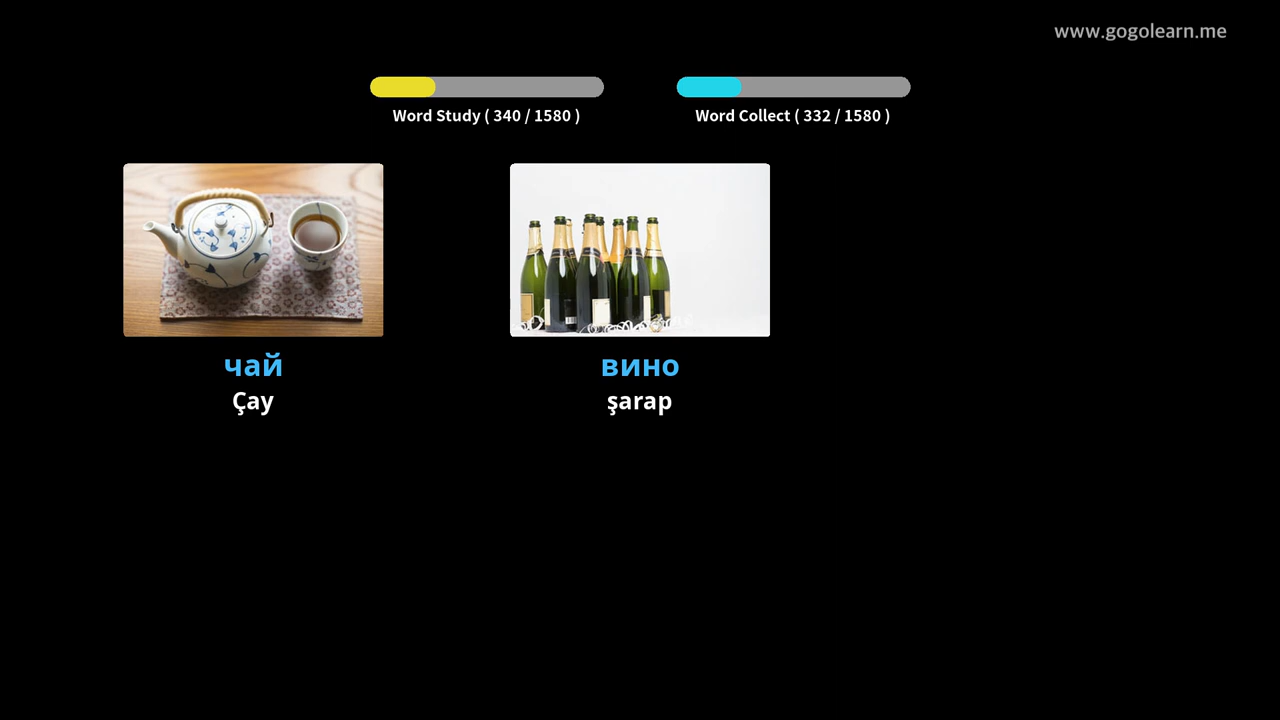 www.gogolearn.me
Word Study ( 340 / 1580 )
Word Collect ( 332 / 1580 )
чай
Çay
вино
şarap